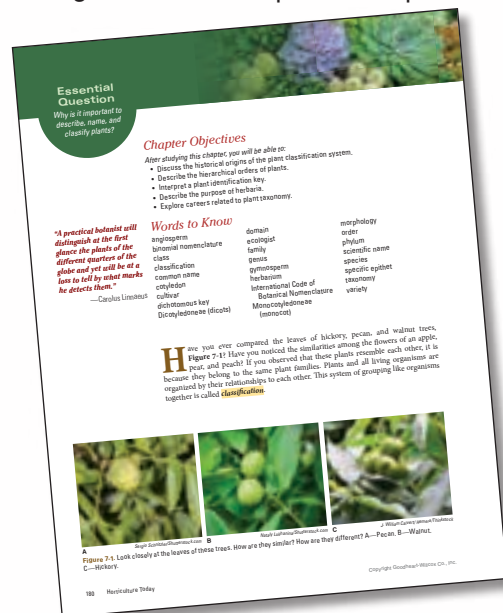 Essential
Question
Why is it important to
describe, name, and
classify plants?
Chapter Objectives
After studying this chapter, you will be able to:
• Discuss the historical origins of the plant classification system.
• Describe the hierarchical orders of plants.
• Interpret a plant identification key.
• Describe the purpose of herbaria.
• Explore careers related to plant taxonomy.
"A practical botanist will
distinguish at the first
glance the plants of the
different quarters of the
globe and yet will be at a
loss to tell by what marks
he detects them."
—Carolus Linnaeus
Words to Know
angiosperm
binomial nomenclature
class
classification
common name
cotyledon
cultivar
dichotomous key
Dicotyledoneae (dicots)
domain
ecologist
family
genus
gymnosperm
herbarium
International Code of
Botanical Nomenclature
Monocotyledoneae
(monocot)
morphology
order
phylum
scientific name
species
specific epithet
taxonomy
variety
Have you ever compared the leaves of hickory, pecan, and walnut trees,
Figure 7-1? Have you noticed the similarities among the flowers of an apple,
pear, and peach? If you observed that these plants resemble each other, it is
because they belong to the same plant families. Plants and all living organisms are
organized by their relationships to each other. This system of grouping like organisms
together is called classification.
A
B
C
Figure 7-1. Look closely at the leaves of these trees. How are they similar? How are they different? A—Pecan. B—Walnut.
C—Hickory.
Horticulture Today
Copyright Goodheart-Willcox Co., Inc.